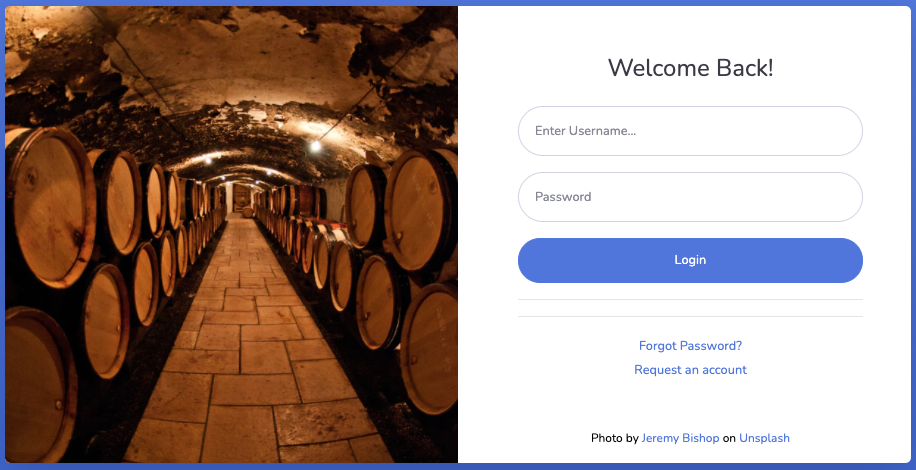 Welcome Back!
Enter Username...
Password
Login
Forgot Password?
Request an account
Photo by Jeremy Bishop on Unsplash